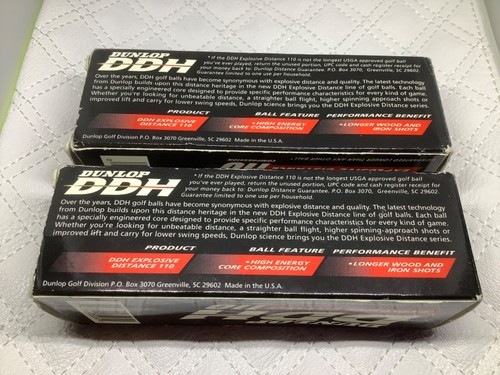 DUNLOP
DDH
* If the DDH Explosive Distance 110 is not the longest USGA approved golf ball
you've ever played, return the unused portion, UPC code and cash register receipt for
your money back to: Dunlop Distance Guarantee. P.O. Box 3070, Greenville, SC 29602.
Guarantee limited to one use per household.
Over the years, DDH golf balls have become synonymous with explosive distance and quality. The latest technology
from Dunlop builds upon this distance heritage in the new DDH Explosive Distance line of golf balls. Each ball
has a specially engineered core designed to provide specific performance characteristics for every kind of game.
Whether you're looking for unbeatable distance, a straighter ball flight, higher spinning approach shots or
improved lift and carry for lower swing speeds, Dunlop science brings you the DDH Explosive Distance series.
PRODUCT BALL FEATURE PERFORMANCE BENEFIT
DDH EXPLOSIVE DISTANCE 110
• HIGH ENERGY CORE COMPOSITION
• LONGER WOOD AND IRON SHOTS
Dunlop Golf Division P.O. Box 3070 Greenville, SC 29602 Made in the U.S.A.
DUNLOP
DDH
* If the DDH Explosive Distance 110 is not the longest USGA approved golf ball
you've ever played, return the unused portion, UPC code and cash register receipt for
your money back to: Dunlop Distance Guarantee. P.O. Box 3070, Greenville, SC 29602.
Guarantee limited to one use per household.
Over the years, DDH golf balls have become synonymous with explosive distance and quality. The latest technology
from Dunlop builds upon this distance heritage in the new DDH Explosive Distance line of golf balls. Each ball
has a specially engineered core designed to provide specific performance characteristics for every kind of game.
Whether you're looking for unbeatable distance, a straighter ball flight, higher spinning-approach shots or
improved lift and carry for lower swing speeds, Dunlop science brings you the DDH Explosive Distance series.
PRODUCT BALL FEATURE PERFORMANCE BENEFIT
DDH EXPLOSIVE DISTANCE 110
• HIGH ENERGY CORE COMPOSITION
• LONGER WOOD AND IRON SHOTS
Dunlop Golf Division P.O. Box 3070 Greenville, SC 29602 Made in the U.S.A.